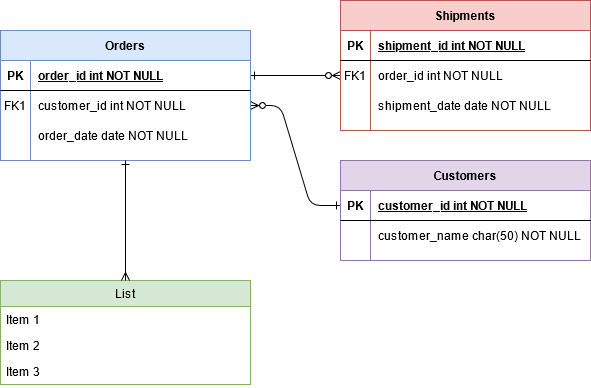 Orders
PK order_id int NOT NULL
FK1 customer_id int NOT NULL
order_date date NOT NULL
Shipments
PK shipment_id int NOT NULL
FK1 order_id int NOT NULL
shipment_date date NOT NULL
Customers
PK customer_id int NOT NULL
customer_name char(50) NOT NULL
List
Item 1
Item 2
Item 3